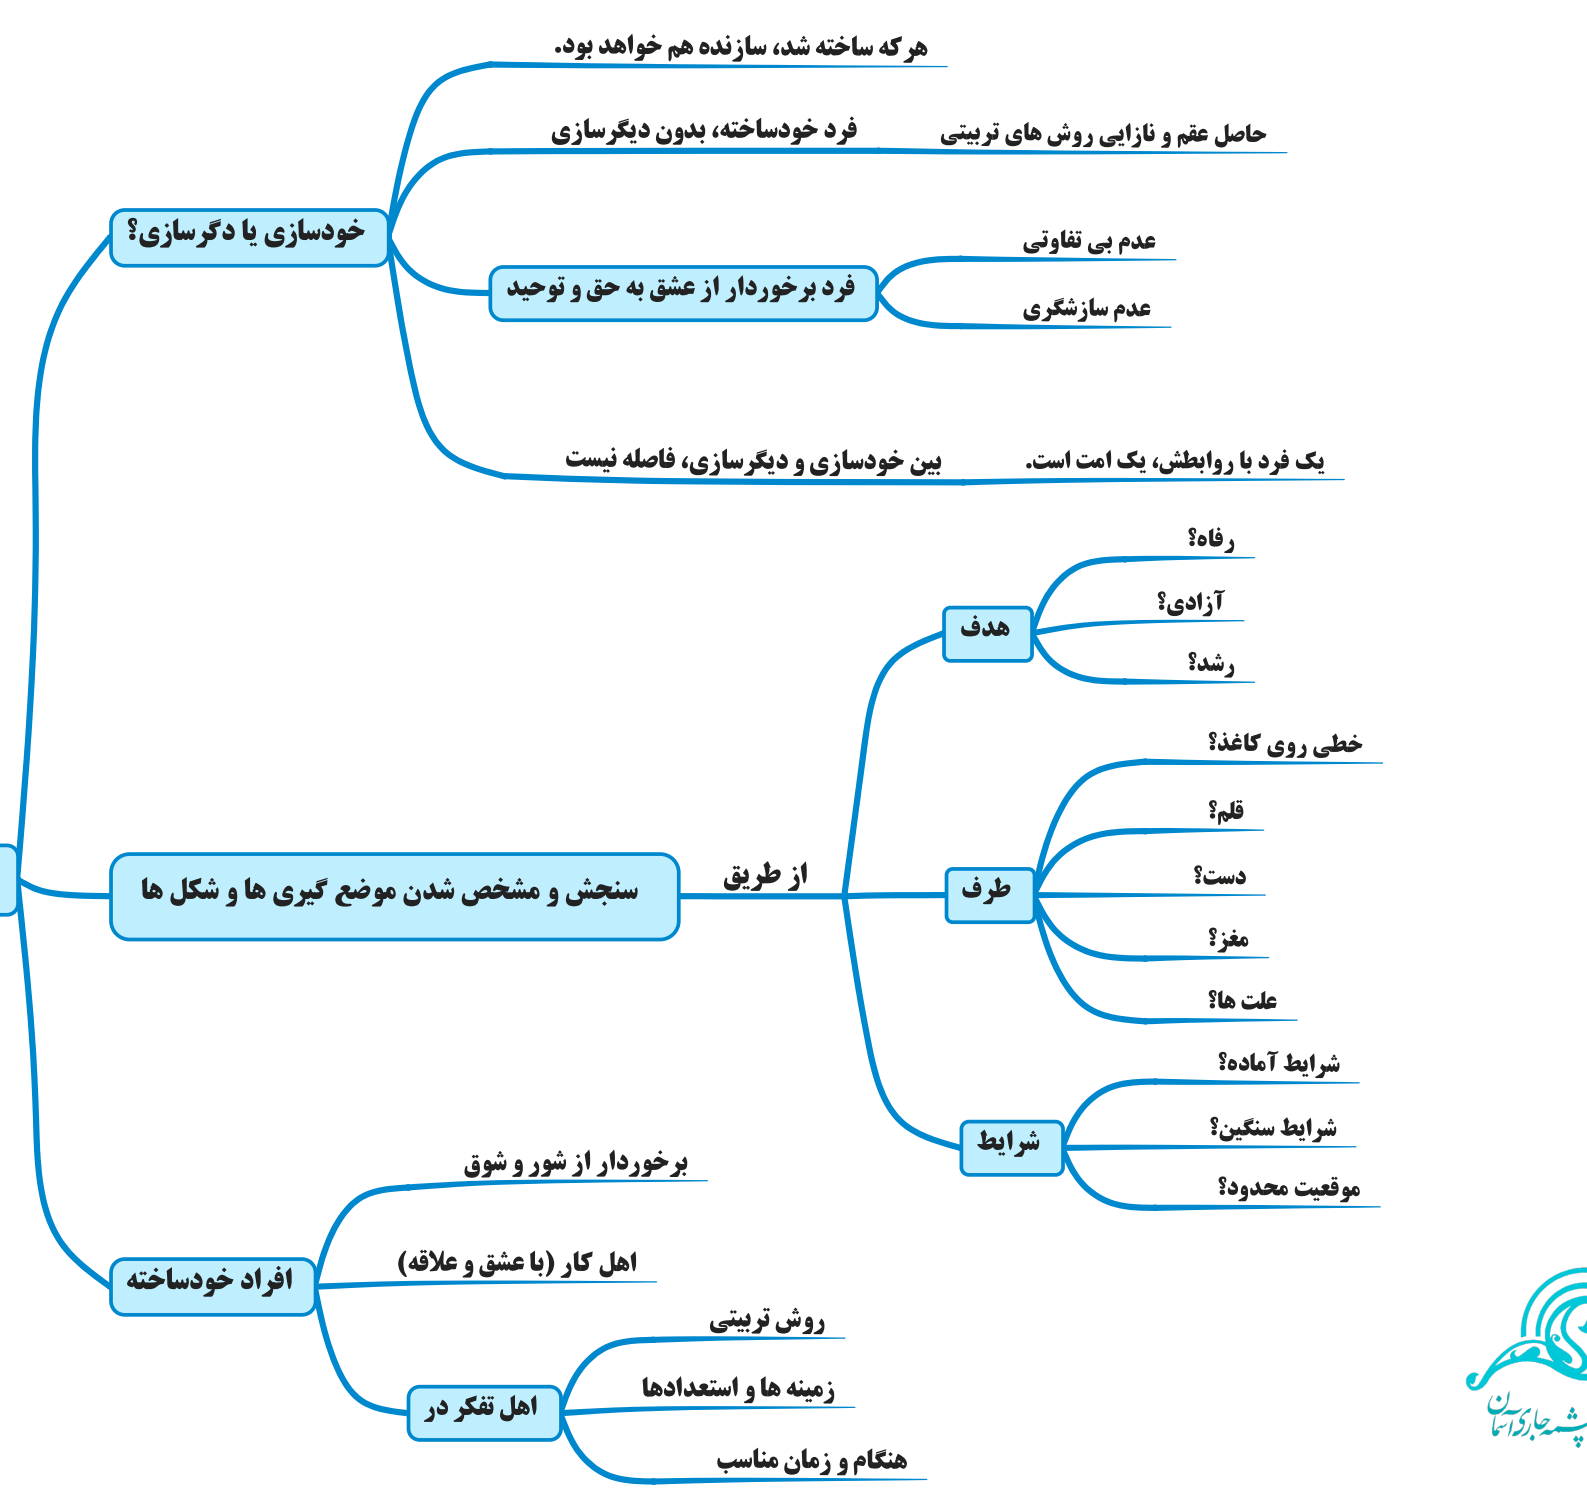 خودسازی یا دگرسازی؟
هر که ساخته شد، سازنده هم خواهد بود.
فرد خودساخته، بدون دیگرسازی
حاصل عقم و نازایی روش های تربیتی
فرد برخوردار از عشق به حق و توحید
عدم بی تفاوتی
عدم سازشگری
بین خودسازی و دیگرسازی، فاصله نیست
یک فرد با روابطش، یک امت است.
سنجش و مشخص شدن موضع گیری ها و شکل ها
از طریق
هدف
رفاه؟
آزادی؟
رشد؟
طرف
خطی روی کاغذ؟
قلم؟
دست؟
مغز؟
علت ها؟
شرایط
شرایط آماده؟
شرایط سنگین؟
موقعیت محدود؟
افراد خودساخته
برخوردار از شور و شوق
اهل کار (با عشق و علاقه)
اهل تفکر در
روش تربیتی
زمینه ها و استعدادها
هنگام و زمان مناسب
جاری آسمان